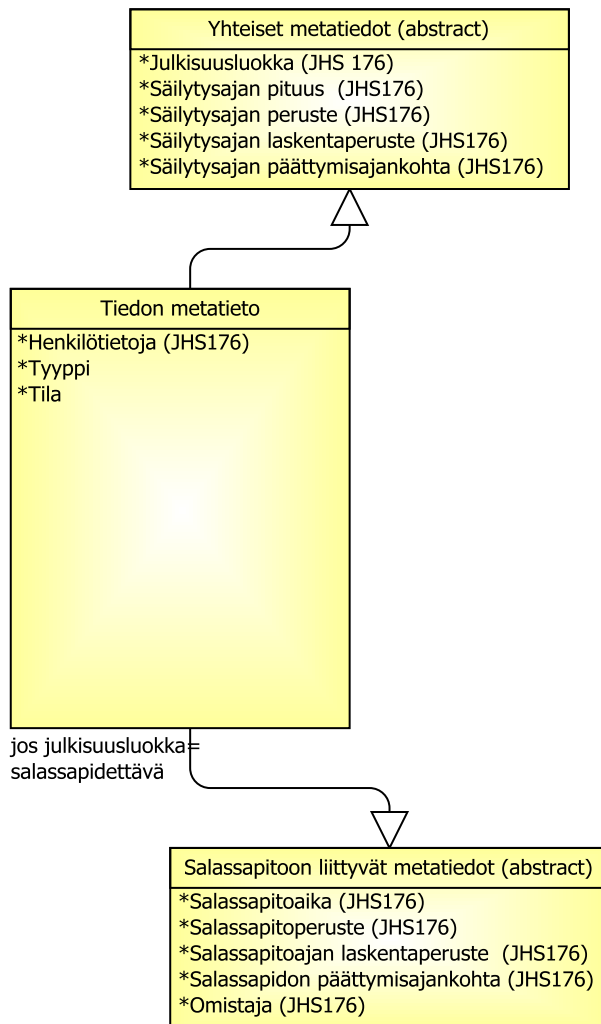 Yhteiset metatiedot (abstract)
*Julkisuusluokka (JHS 176)
*Säilytysajan pituus  (JHS176)
*Säilytysajan peruste (JHS176)
*Säilytysajan laskentaperuste (JHS176)
*Säilytysajan päättymisajankohta (JHS176)
Tiedon metatieto
*Henkilötietoja (JHS176)
*Tyyppi
*Tila
jos julkisuusluokka=
salassapidettävä
Salassapitoon liittyvät metatiedot (abstract)
*Salassapitoaika (JHS176)
*Salassapitoperuste (JHS176)
*Salassapitoajan laskentaperuste  (JHS176)
*Salassapidon päättymisajankohta (JHS176)
*Omistaja (JHS176)